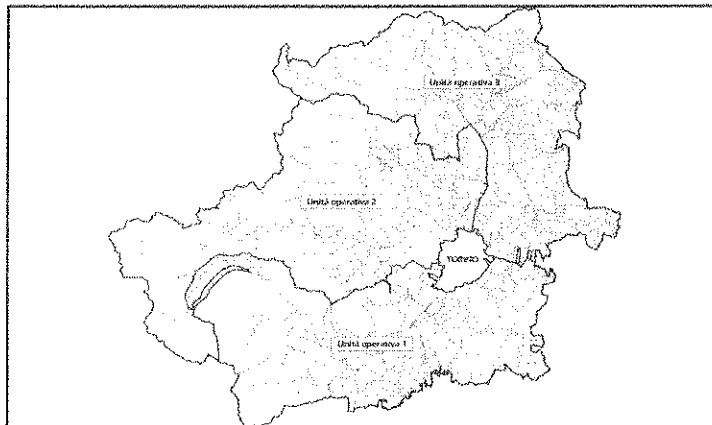 Unità operativa 3
Unità operativa 2
TORINO
Unità operativa 1